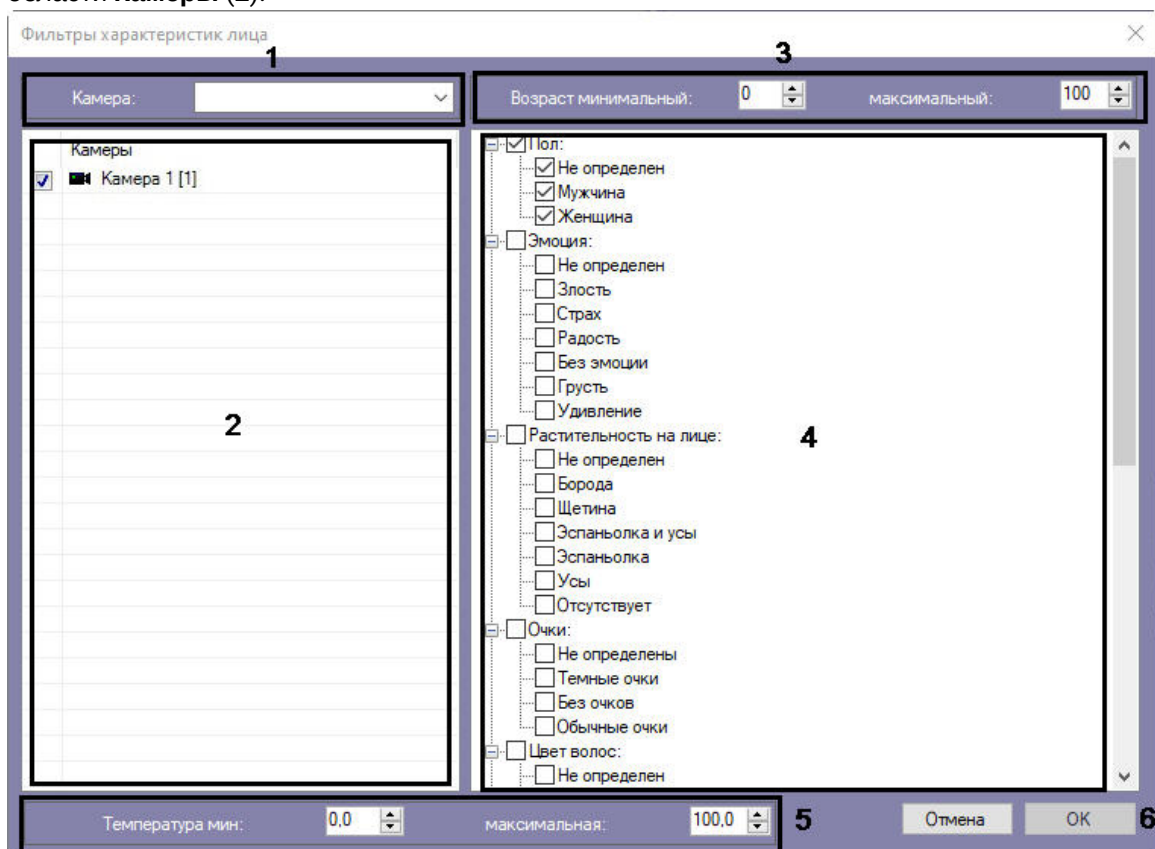 области Камеры (2).
Фильтры характеристик лица
1
3
Камера:
Возраст минимальный: 0 максимальный: 100
Камеры
Камера 1 [1]
2
Пол:
Не определен
Мужчина
Женщина
Эмоция:
Не определен
Злость
Страх
Радость
Без эмоции
Грусть
Удивление
Растительность на лице:
4
Не определен
Борода
Щетина
Эспаньолка и усы
Эспаньолка
Усы
Отсутствует
Очки:
Не определены
Темные очки
Без очков
Обычные очки
Цвет волос:
Не определен
Температура мин: 0,0 максимальная: 100,0
5
Отмена
OK
6